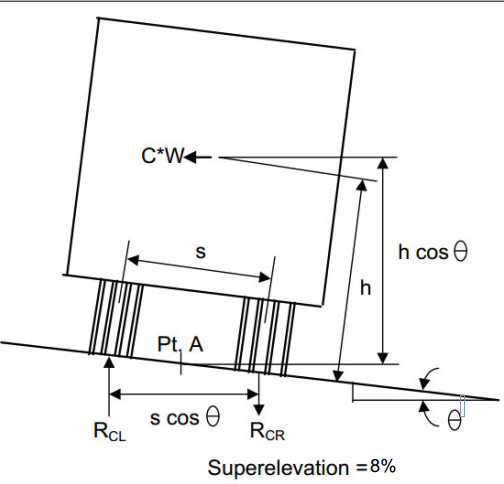 C*W
s
h cos θ
h
Pt. A
s cos θ
θ
R_CL
R_CR
Superelevation = 8%